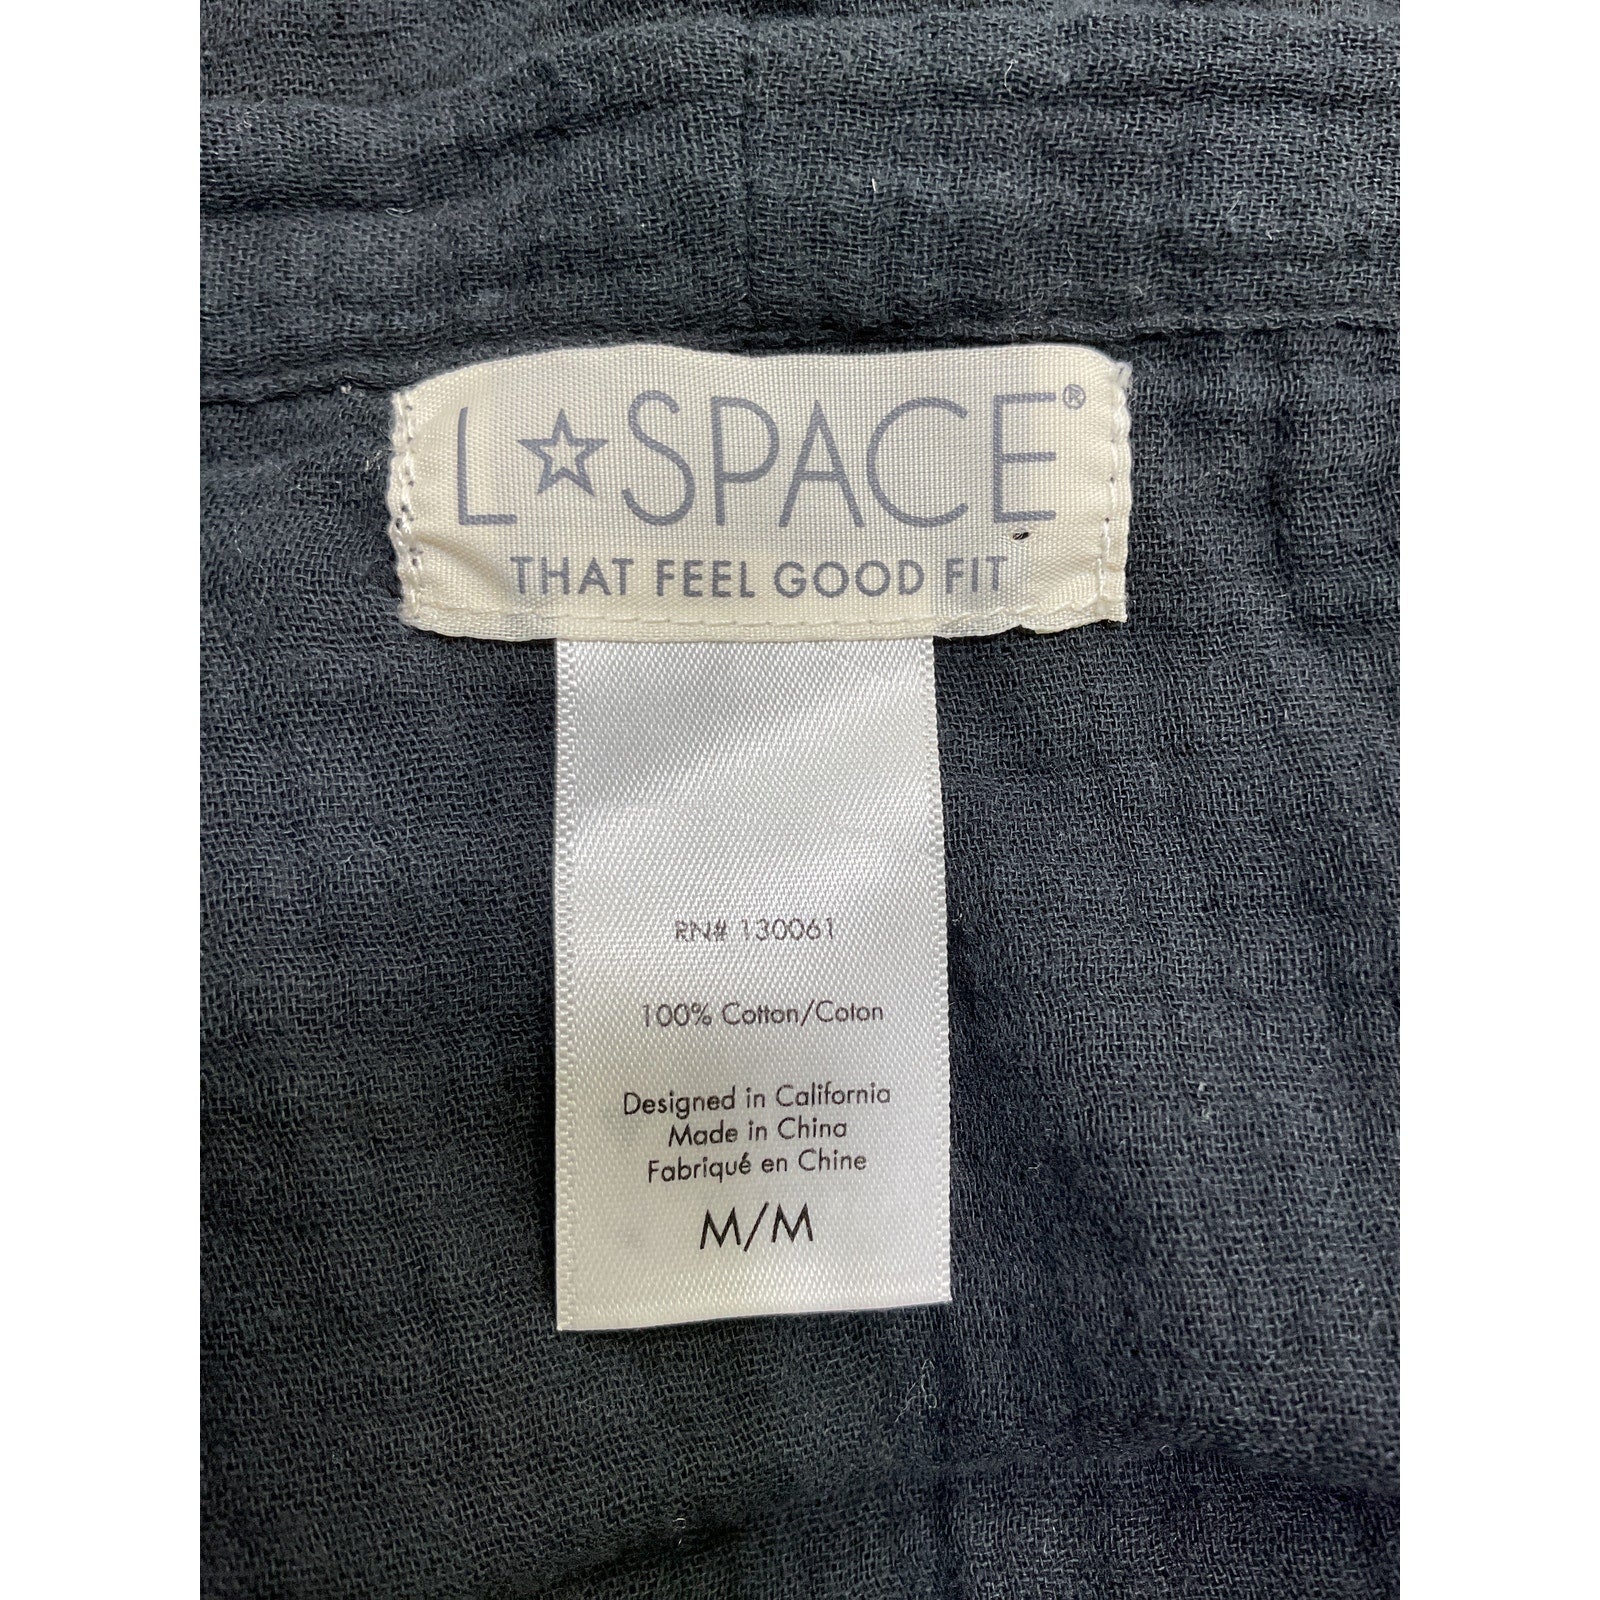 L☆SPACE®
THAT FEEL GOOD FIT
RN# 130061
100% Cotton/Coton
Designed in California
Made in China
Fabriqué en Chine
M/M